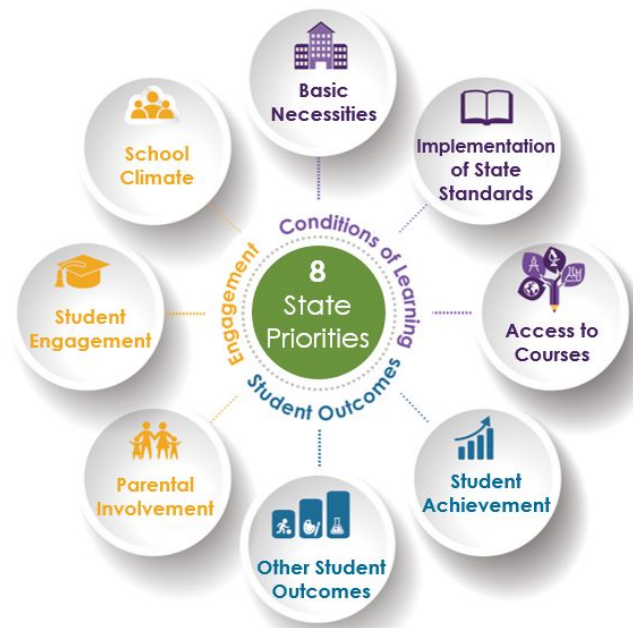 Basic
Necessities
Implementation
of State
Standards
Access to
Courses
Student
Achievement
Other Student
Outcomes
Parental
Involvement
Student
Engagement
School
Climate
Conditions of Learning
Student Outcomes
Engagement
8
State
Priorities